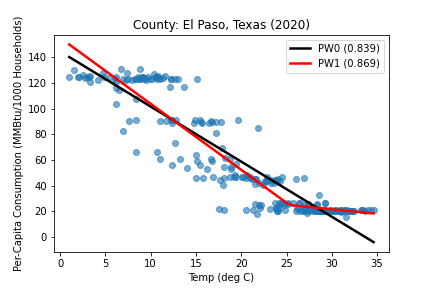 County: El Paso, Texas (2020)
Per-Capita Consumption (MMBtu/1000 Households)
140
120
100
80
60
40
20
0
PW0 (0.839)
PW1 (0.869)
0 5 10 15 20 25 30 35
Temp (deg C)